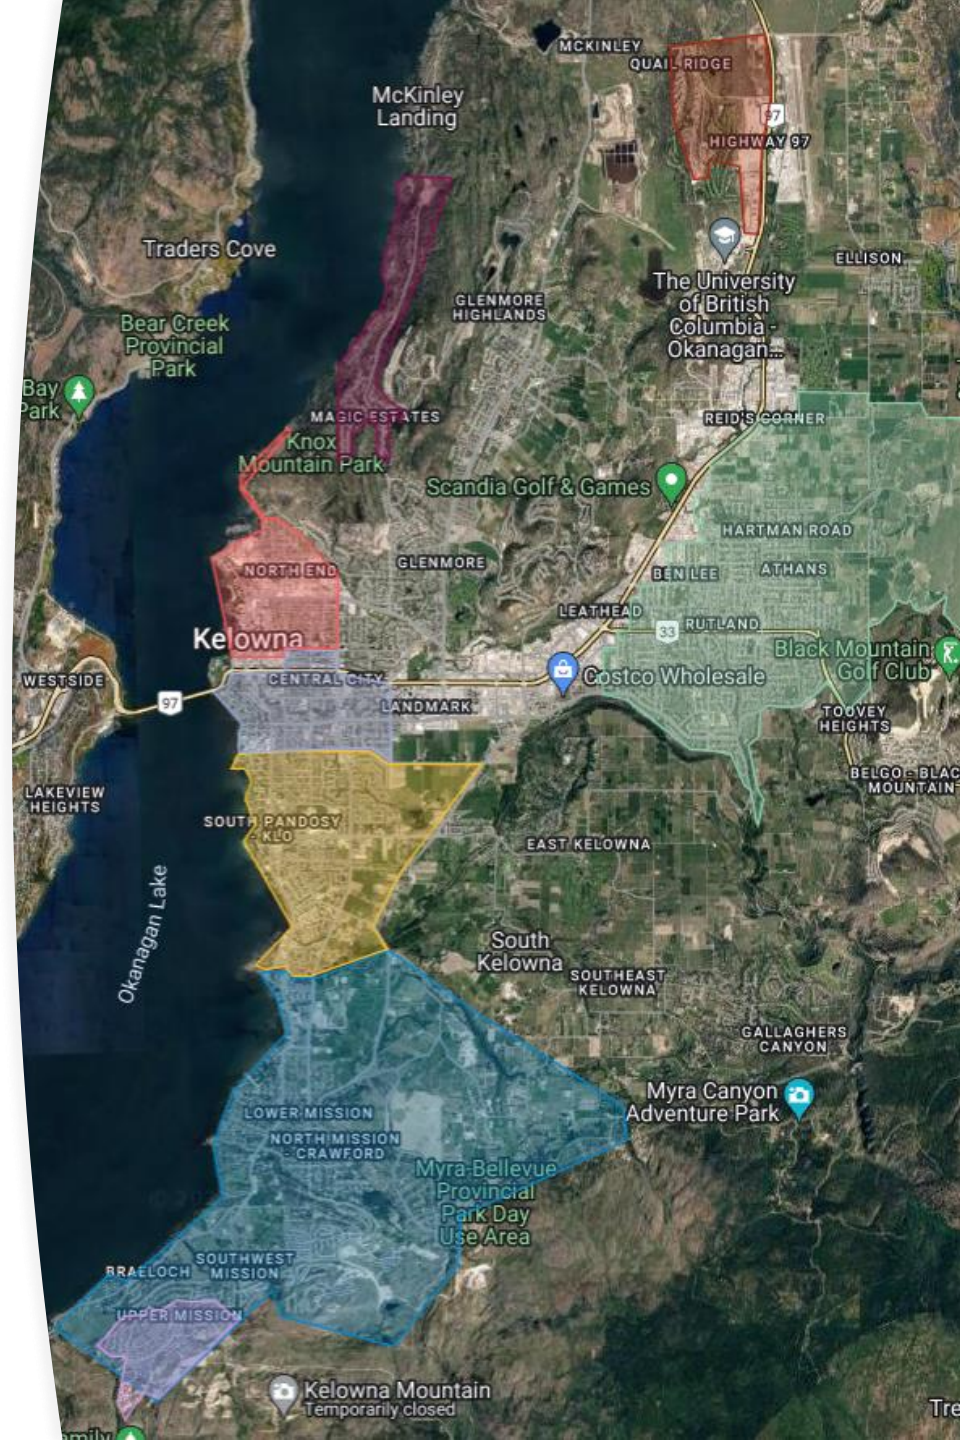 MCKINLEY
QUAIL RIDGE
McKinley
Landing
97
HIGHWAY 97
Traders Cove
ELLISON
The University
of British
Columbia -
Okanagan...
GLENMORE
HIGHLANDS
Bear Creek
Provincial
Park
Bay
Park
MAGIC ESTATES
REID'S CORNER
Knox
Mountain Park
Scandia Golf & Games
HARTMAN ROAD
NORTH END
GLENMORE
BEN LEE
ATHANS
LEATHEAD
33
RUTLAND
Kelowna
Black Mountain
Golf Club
WESTSIDE
CENTRAL CITY
Costco Wholesale
97
LANDMARK
TOOVEY
HEIGHTS
BELGO - BLAC
MOUNTAIN
LAKEVIEW
HEIGHTS
SOUTH PANDOSY
- KLO
EAST KELOWNA
Okanagan Lake
South
Kelowna
SOUTHEAST
KELOWNA
GALLAGHERS
CANYON
Myra Canyon
Adventure Park
LOWER MISSION
NORTH MISSION
- CRAWFORD
Myra-Bellevue
Provincial
Park Day
Use Area
BRAELOCH
SOUTHWEST
MISSION
UPPER MISSION
Kelowna Mountain
Temporarily closed
Tre
amily